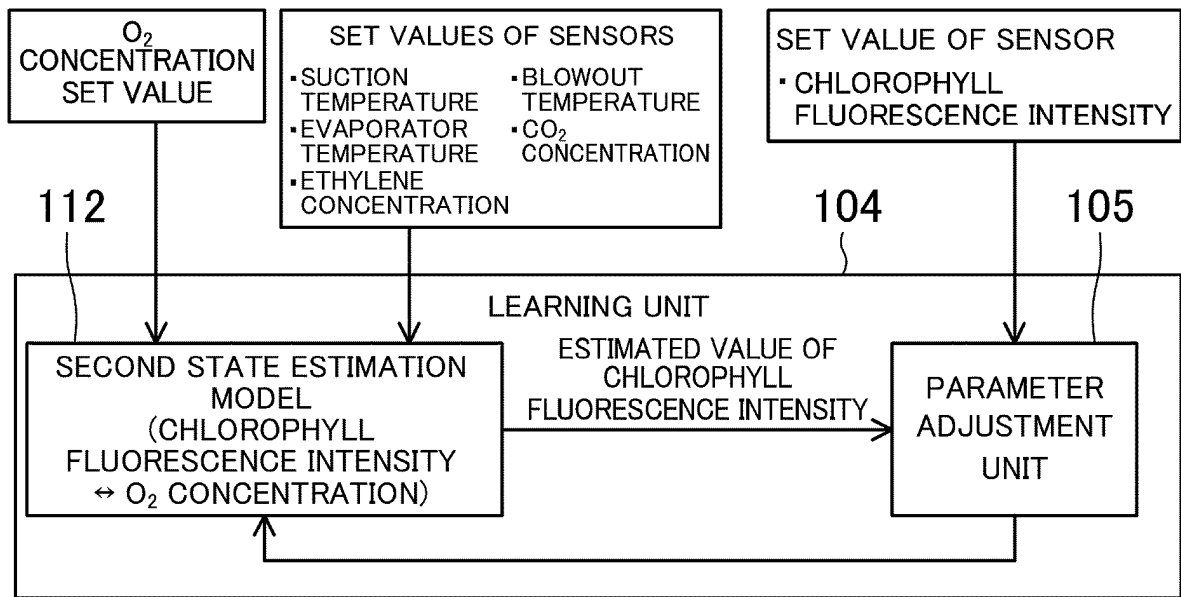 O₂
CONCENTRATION
SET VALUE
SET VALUES OF SENSORS
・SUCTION
TEMPERATURE
・EVAPORATOR
TEMPERATURE
・ETHYLENE
CONCENTRATION
・BLOWOUT
TEMPERATURE
・CO₂
CONCENTRATION
SET VALUE OF SENSOR
・CHLOROPHYLL
FLUORESCENCE INTENSITY
112
104
105
LEARNING UNIT
SECOND STATE ESTIMATION
MODEL
(CHLOROPHYLL
FLUORESCENCE INTENSITY
↔ O₂ CONCENTRATION)
ESTIMATED VALUE OF
CHLOROPHYLL
FLUORESCENCE INTENSITY
PARAMETER
ADJUSTMENT
UNIT